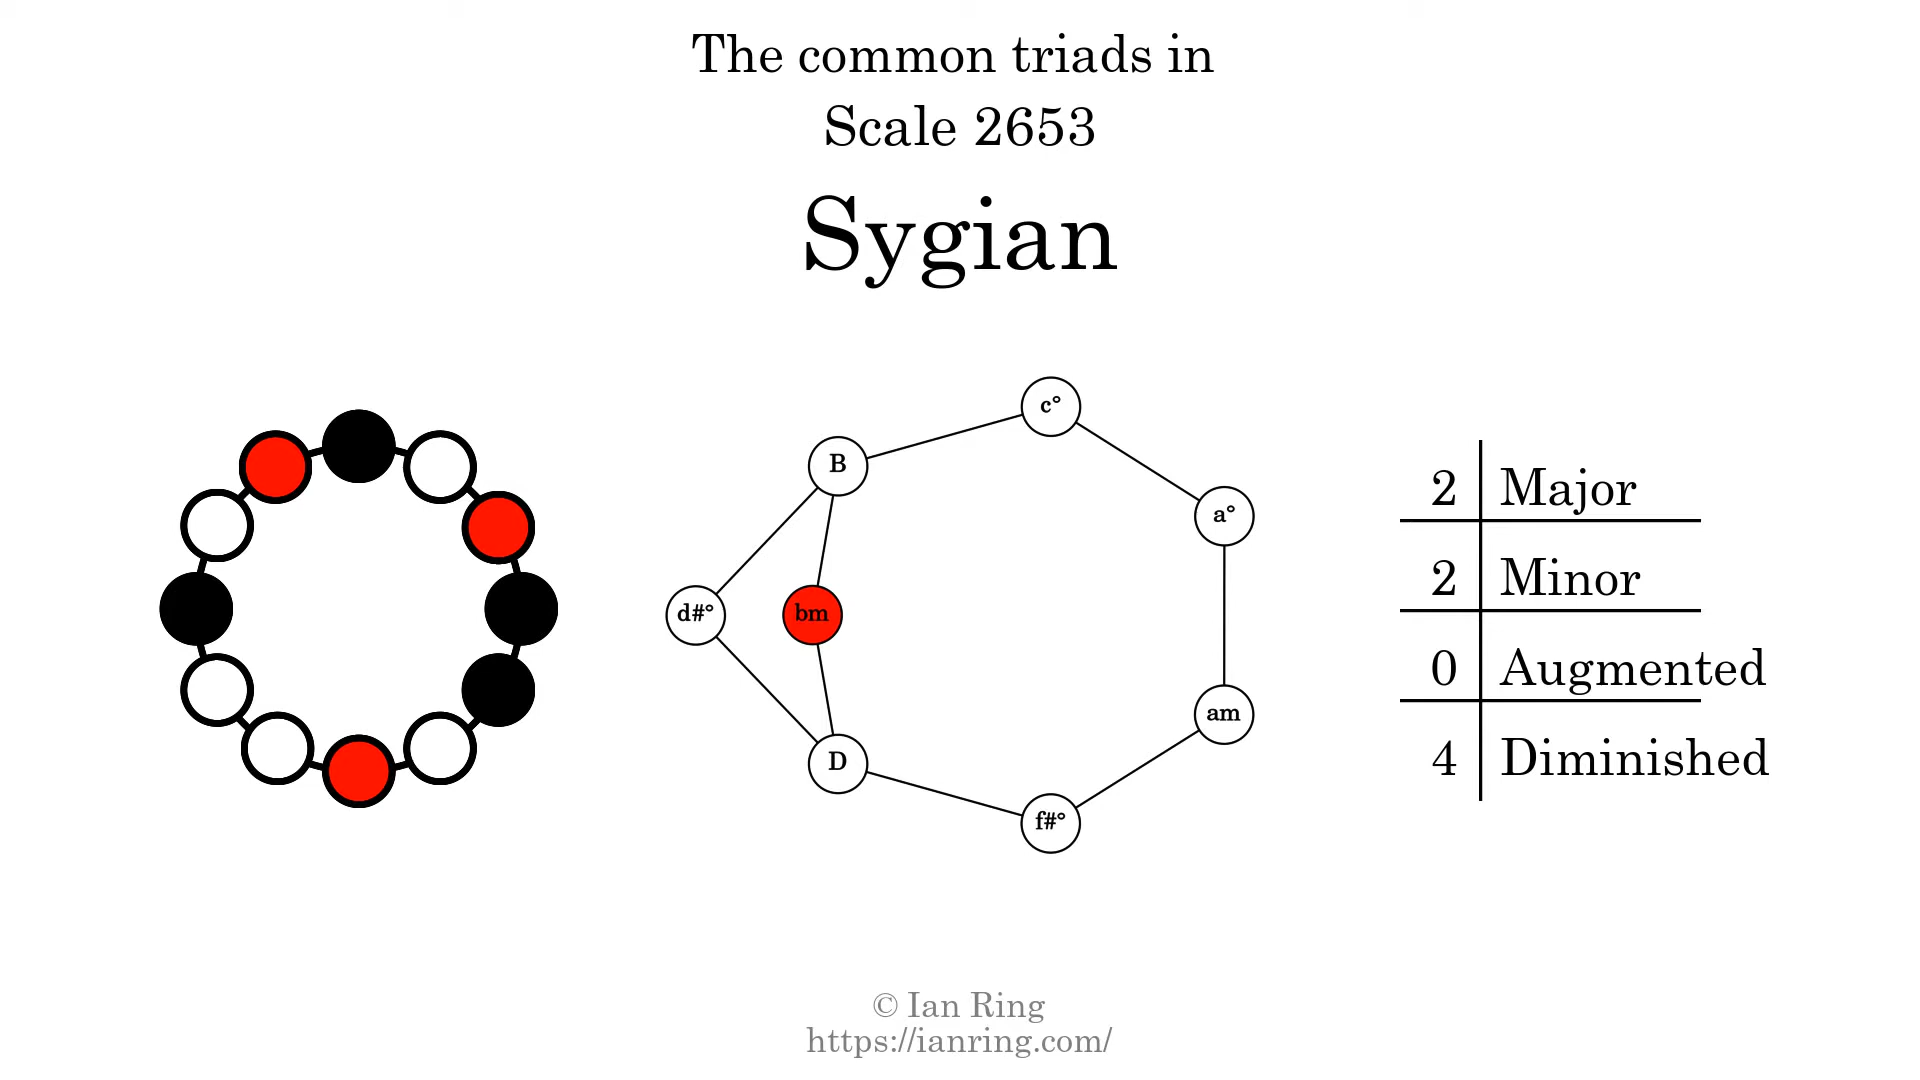 The common triads in
Scale 2653
Sygian
c°
B
a°
d#°
bm
am
D
f#°
2 Major
2 Minor
0 Augmented
4 Diminished
© Ian Ring
https://ianring.com/